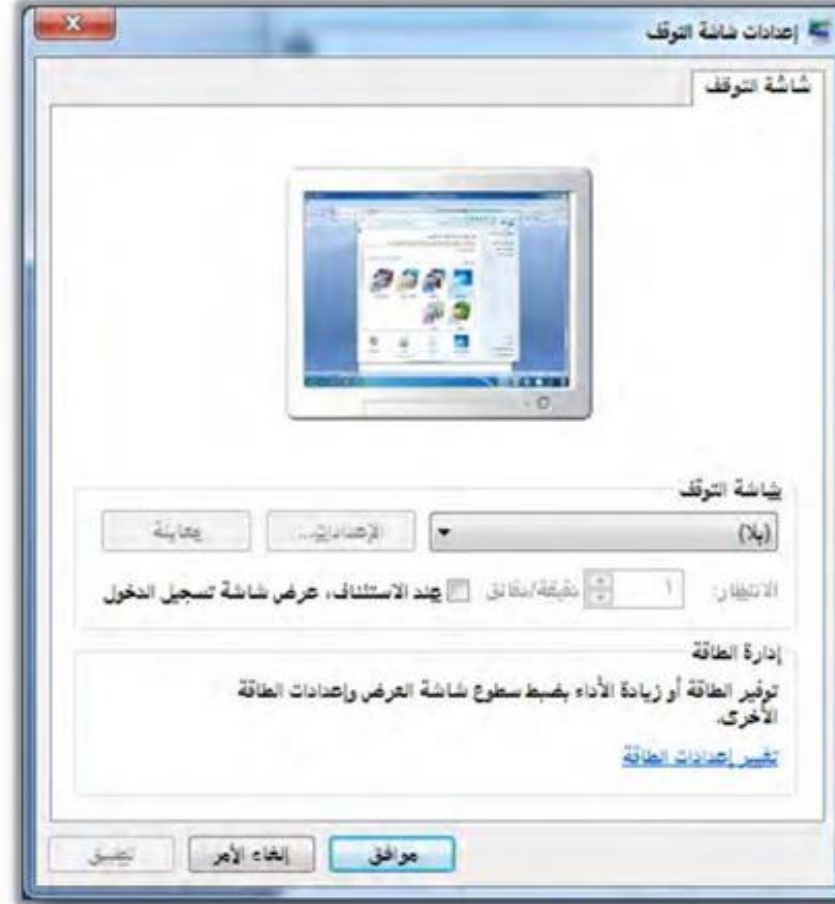 إعدادات شاشة التوقف
شاشة التوقف
شاشة التوقف
(بلا)
الإعدادات...
معاينة
الانتظار: ١ دقيقة/دقائق عند الاستئناف، عرض شاشة تسجيل الدخول
إدارة الطاقة
توفير الطاقة أو زيادة الأداء بضبط سطوع شاشة العرض وإعدادات الطاقة
الأخرى.
تغيير إعدادات الطاقة
موافق
إلغاء الأمر
تطبيق